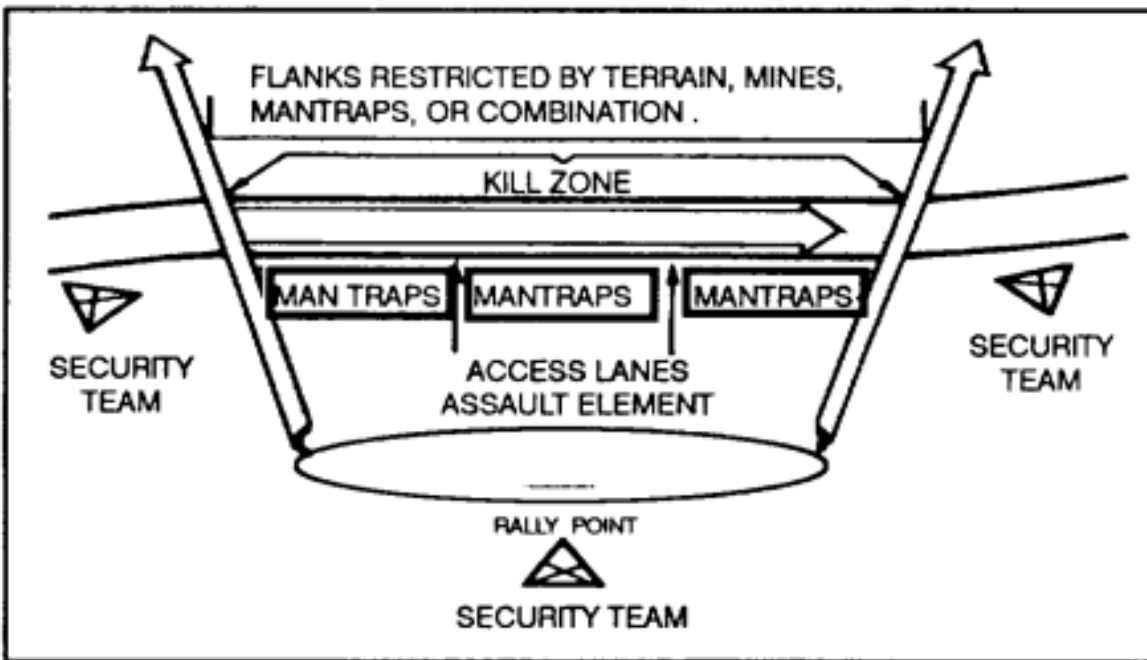 FLANKS RESTRICTED BY TERRAIN, MINES,
MANTRAPS, OR COMBINATION .
KILL ZONE
MAN TRAPS
MANTRAPS
MANTRAPS
SECURITY
TEAM
ACCESS LANES
ASSAULT ELEMENT
SECURITY
TEAM
RALLY POINT
SECURITY TEAM